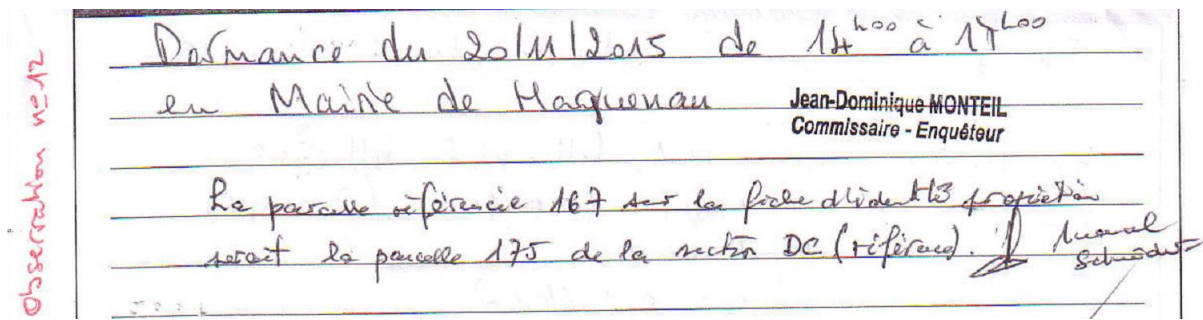 Observation n°12
Permanence du 20/11/2015 de 14h00 à 17h00
en Mairie de Haguenau
Jean-Dominique MONTEIL
Commissaire - Enquêteur
La parcelle référencée 167 sur la fiche d'identité propriétaire
serait la parcelle 175 de la section DC (référence).